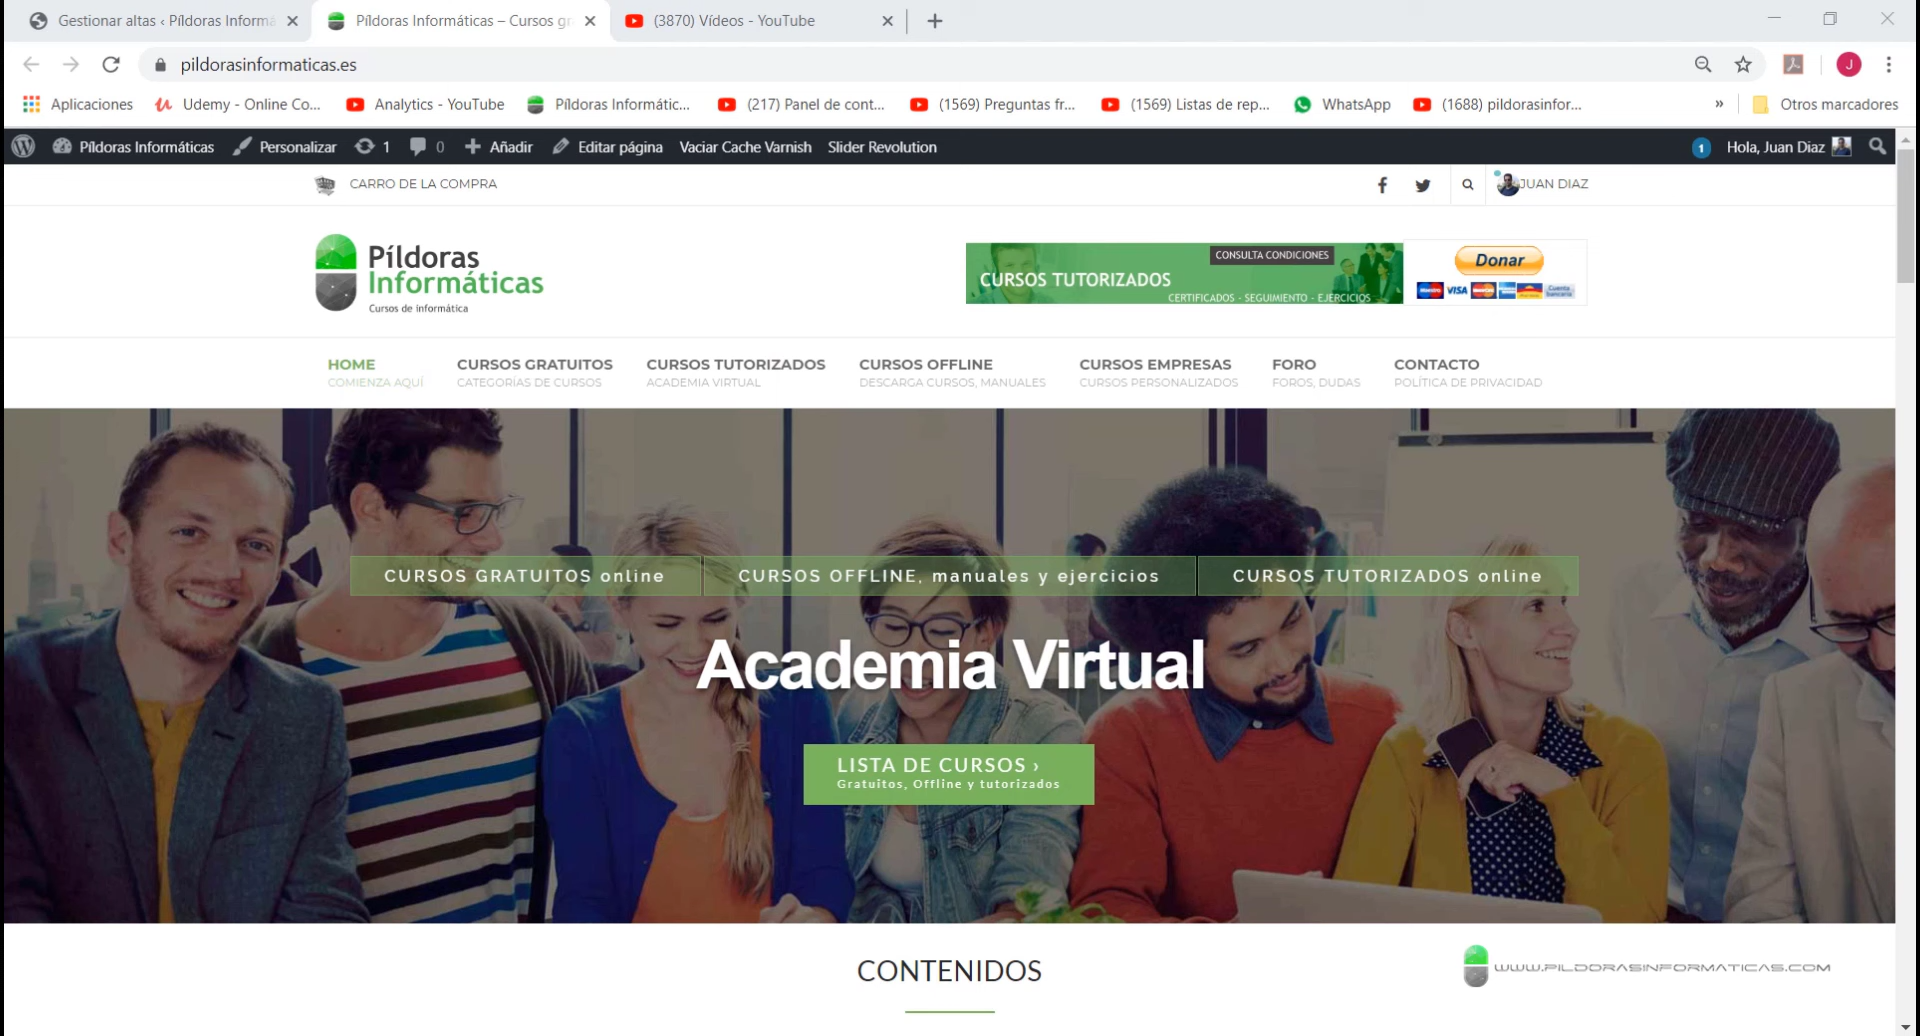 Gestionar altas ‹ Píldoras Informá
Píldoras Informáticas – Cursos gr
(3870) Vídeos - YouTube
pildorasinformaticas.es
J
Aplicaciones
Udemy - Online Co...
Analytics - YouTube
Píldoras Informátic...
(217) Panel de cont...
(1569) Preguntas fr...
(1569) Listas de rep...
WhatsApp
(1688) pildorasinfor...
»
Otros marcadores
Píldoras Informáticas
Personalizar
1
0
Añadir
Editar página
Vaciar Cache Varnish
Slider Revolution
1
Hola, Juan Diaz
CARRO DE LA COMPRA
JUAN DIAZ
Píldoras
Informáticas
Cursos de informática
CONSULTA CONDICIONES
CURSOS TUTORIZADOS
CERTIFICADOS - SEGUIMIENTO - EJERCICIOS
Donar
VISA
Cuenta
bancaria
HOME
COMIENZA AQUÍ
CURSOS GRATUITOS
CATEGORÍAS DE CURSOS
CURSOS TUTORIZADOS
ACADEMIA VIRTUAL
CURSOS OFFLINE
DESCARGA CURSOS, MANUALES
CURSOS EMPRESAS
CURSOS PERSONALIZADOS
FORO
FOROS, DUDAS
CONTACTO
POLÍTICA DE PRIVACIDAD
CURSOS GRATUITOS online
CURSOS OFFLINE, manuales y ejercicios
CURSOS TUTORIZADOS online
Academia Virtual
LISTA DE CURSOS ›
Gratuitos, Offline y tutorizados
CONTENIDOS
WWW.PILDORASINFORMATICAS.COM